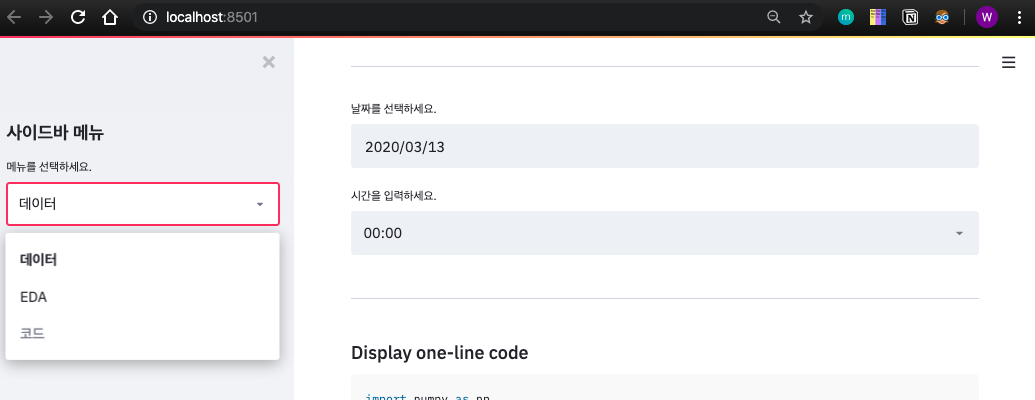 localhost:8501
m
N
W
사이드바 메뉴
메뉴를 선택하세요.
데이터
데이터
EDA
코드
날짜를 선택하세요.
2020/03/13
시간을 입력하세요.
00:00
Display one-line code
import numpy as np